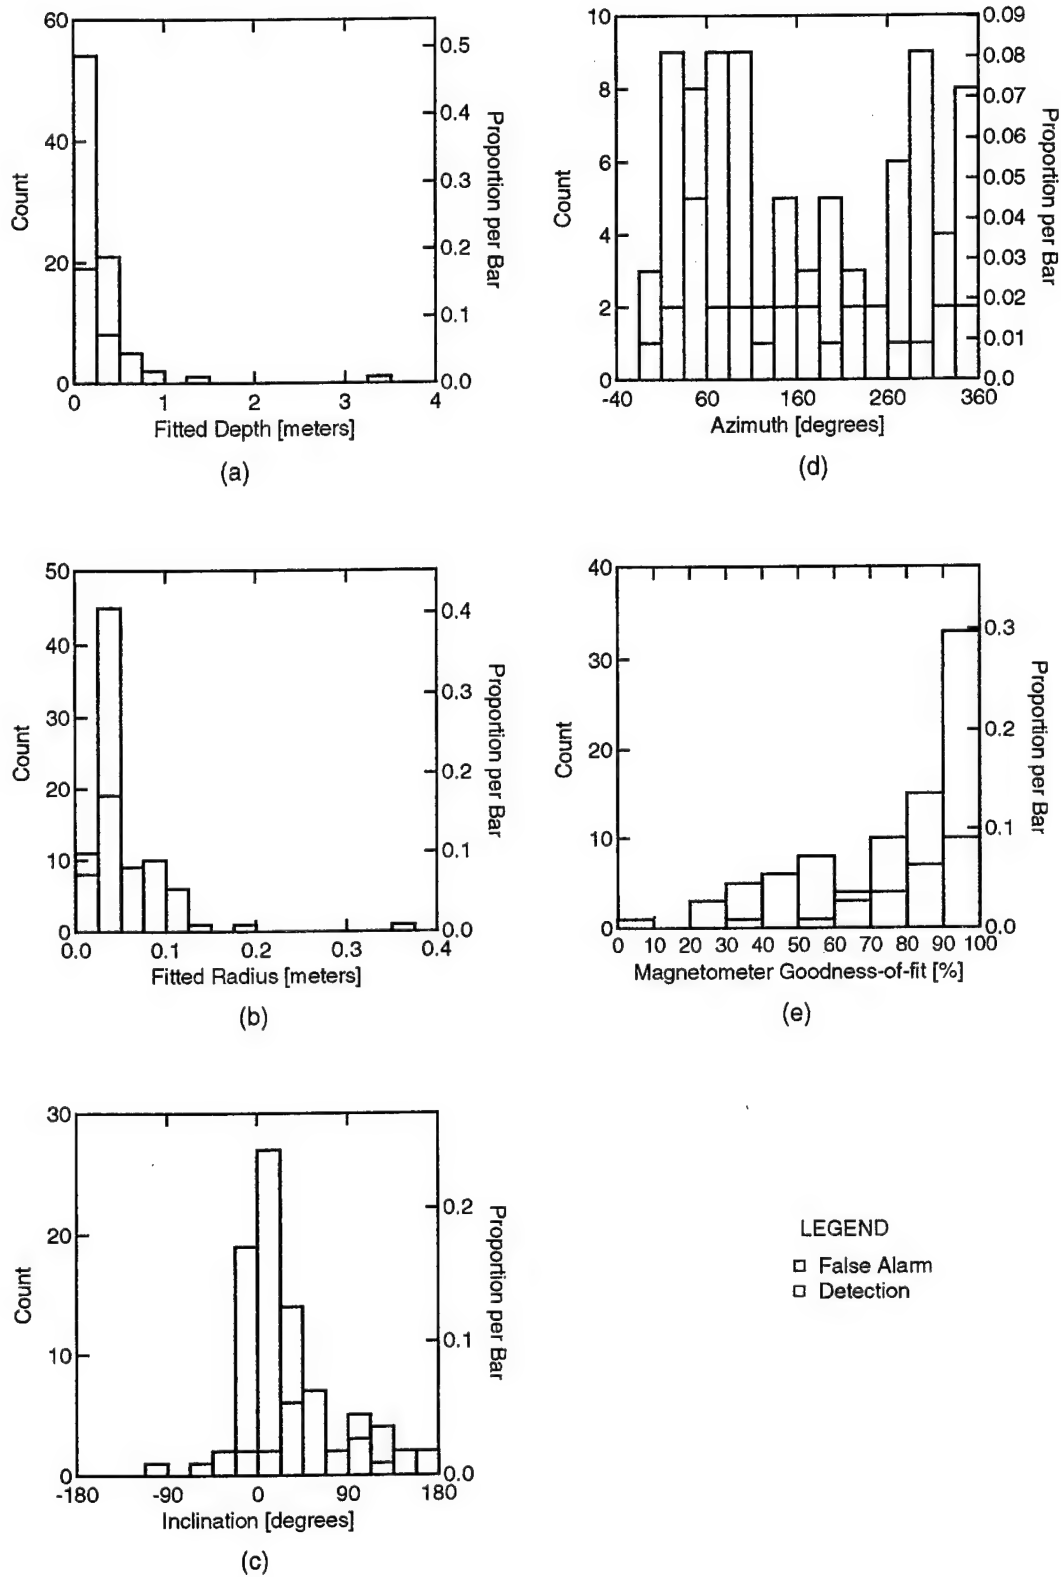 60
40
20
0
Count
0.5
0.4
0.3
0.2
0.1
0.0
Proportion per Bar
0 1 2 3 4
Fitted Depth [meters]
(a)
10
8
6
4
2
0
Count
0.09
0.08
0.07
0.06
0.05
0.04
0.03
0.02
0.01
0.0
Proportion per Bar
-40 60 160 260 360
Azimuth [degrees]
(d)
50
40
30
20
10
0
Count
0.4
0.3
0.2
0.1
0.0
Proportion per Bar
0.0 0.1 0.2 0.3 0.4
Fitted Radius [meters]
(b)
40
30
20
10
0
Count
0.3
0.2
0.1
0.0
Proportion per Bar
0 10 20 30 40 50 60 70 80 90 100
Magnetometer Goodness-of-fit [%]
(e)
30
20
10
0
Count
0.2
0.1
0.0
Proportion per Bar
-180 -90 0 90 180
Inclination [degrees]
(c)
LEGEND
False Alarm
Detection